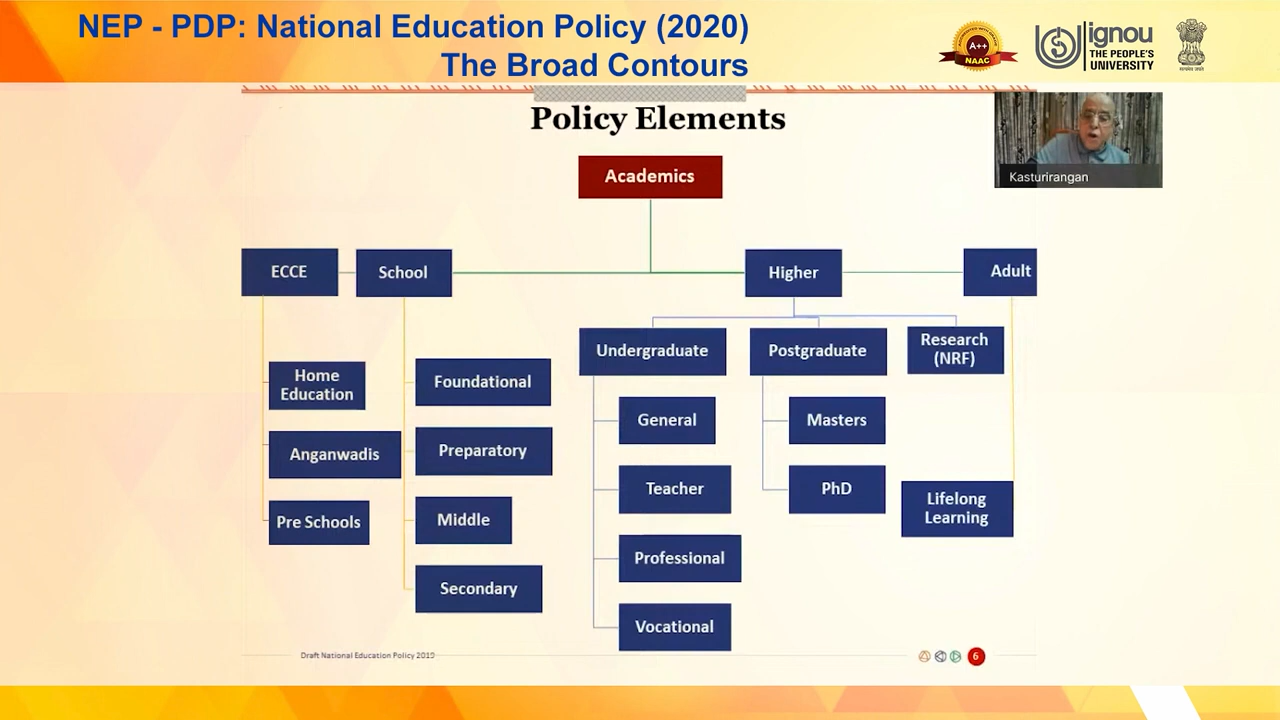 NEP - PDP: National Education Policy (2020)
The Broad Contours
A++
NAAC
ignou
THE PEOPLE'S
UNIVERSITY
Policy Elements
Kasturirangan
Academics
ECCE
School
Higher
Adult
Undergraduate
Postgraduate
Research
(NRF)
Home
Education
Foundational
General
Masters
Anganwadis
Preparatory
Teacher
PhD
Lifelong
Learning
Pre Schools
Middle
Professional
Secondary
Vocational
Draft National Education Policy 2019
6